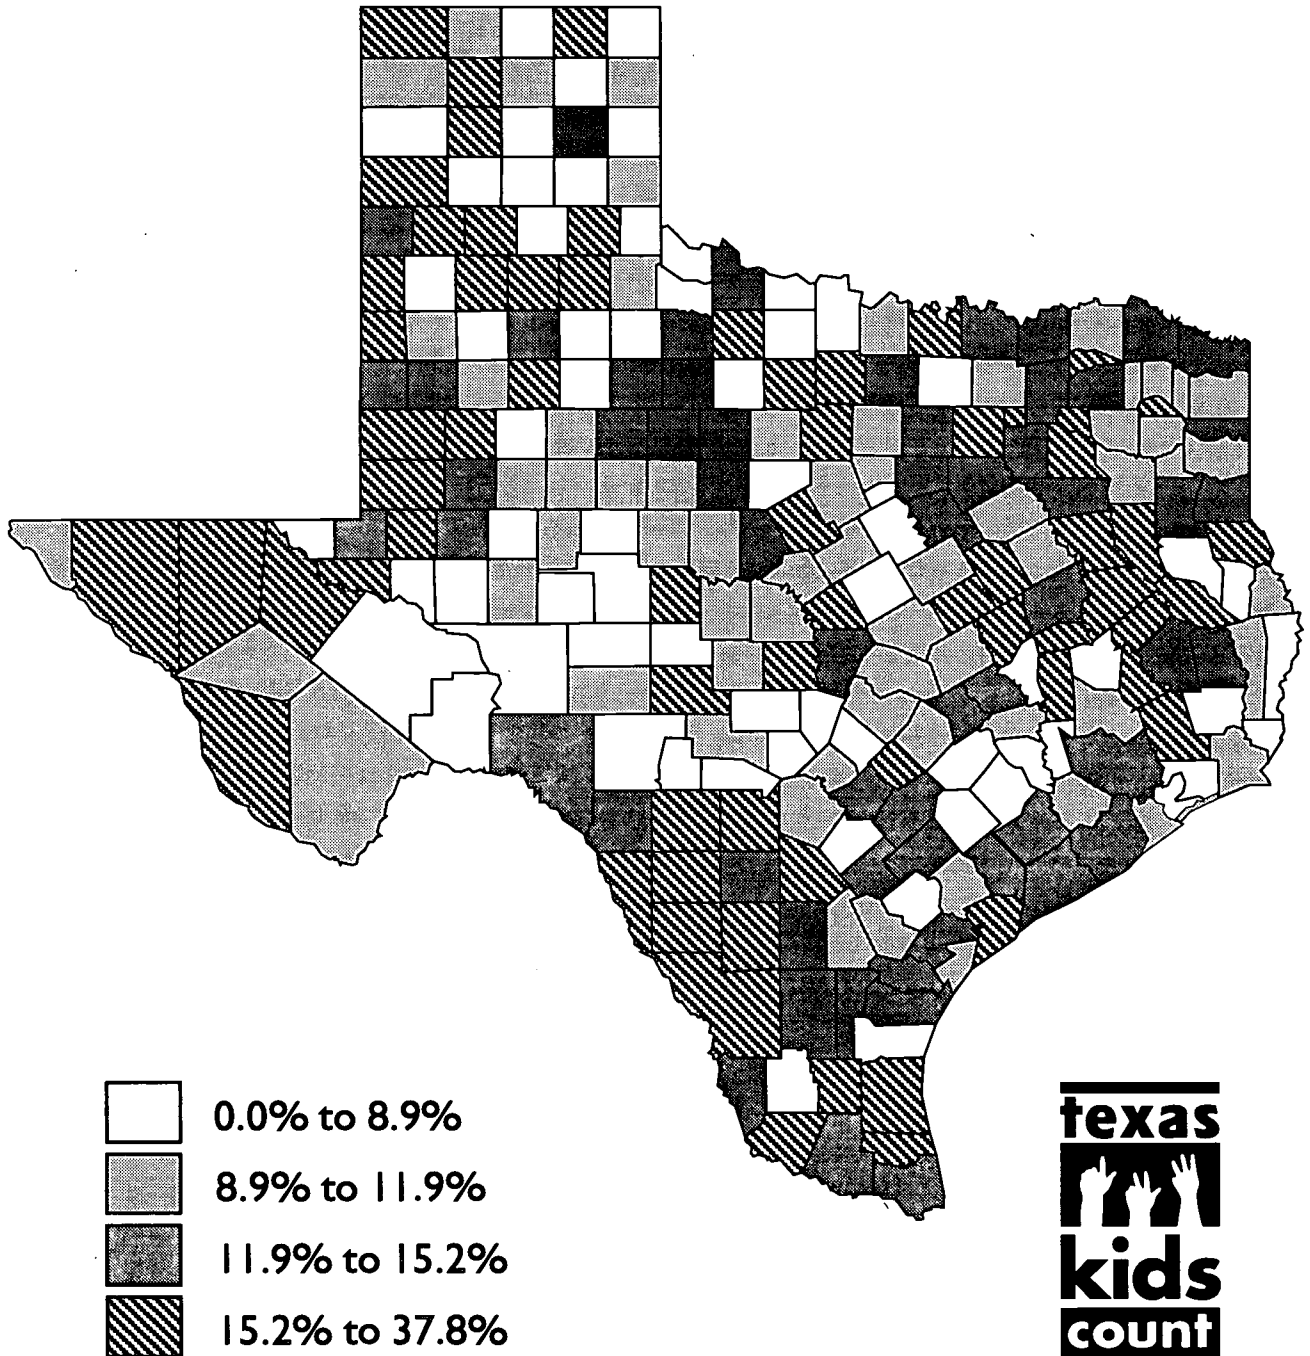 0.0% to 8.9%
8.9% to 11.9%
11.9% to 15.2%
15.2% to 37.8%
texas
kids
count